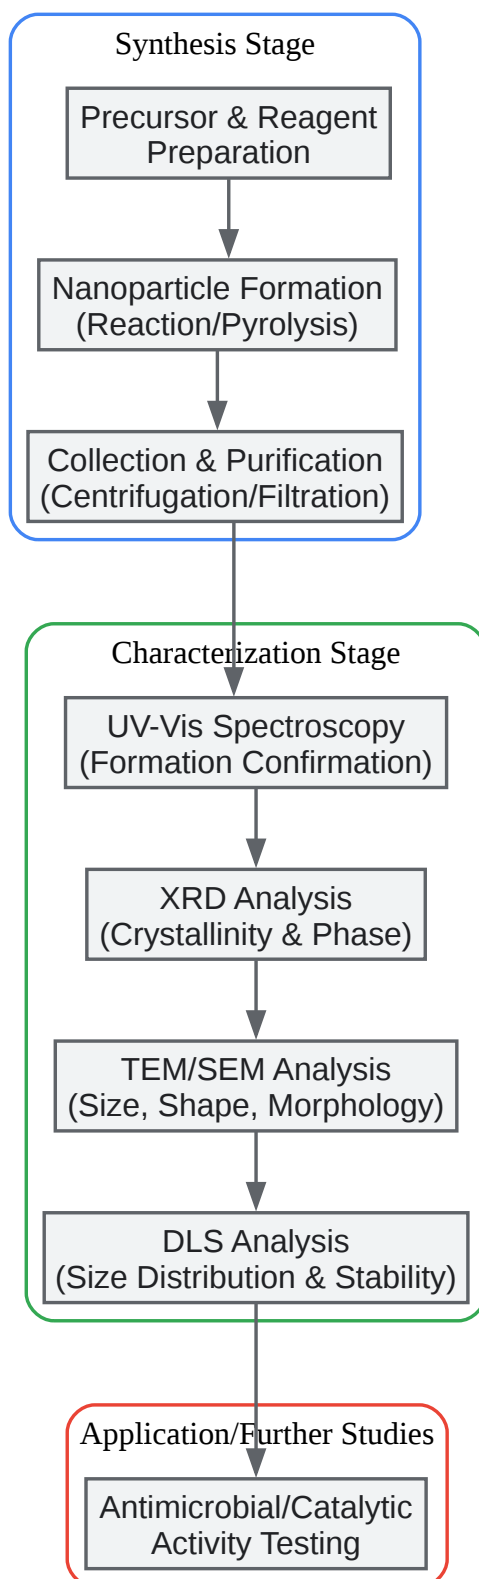 Synthesis Stage
Precursor & Reagent
Preparation
Nanoparticle Formation
(Reaction/Pyrolysis)
Collection & Purification
(Centrifugation/Filtration)
Characterization Stage
UV-Vis Spectroscopy
(Formation Confirmation)
XRD Analysis
(Crystallinity & Phase)
TEM/SEM Analysis
(Size, Shape, Morphology)
DLS Analysis
(Size Distribution & Stability)
Application/Further Studies
Antimicrobial/Catalytic
Activity Testing